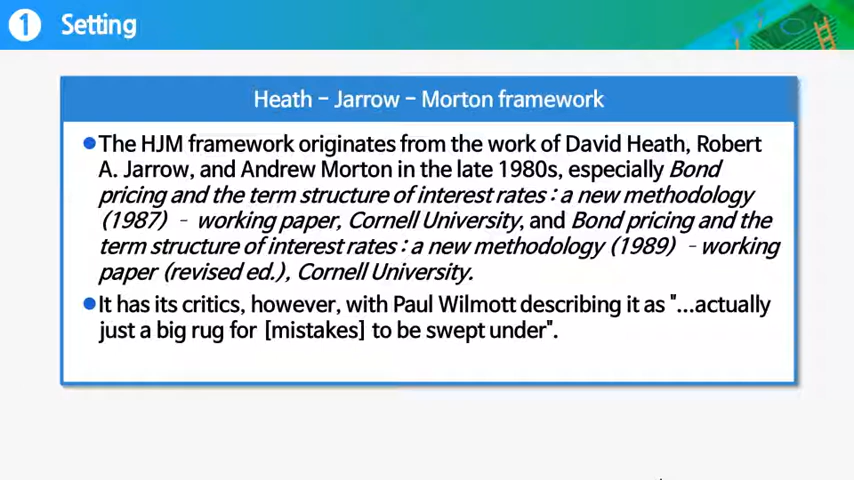 1 Setting
Heath - Jarrow - Morton framework
●The HJM framework originates from the work of David Heath, Robert
A. Jarrow, and Andrew Morton in the late 1980s, especially Bond
pricing and the term structure of interest rates : a new methodology
(1987) - working paper, Cornell University, and Bond pricing and the
term structure of interest rates : a new methodology (1989) - working
paper (revised ed.), Cornell University.
●It has its critics, however, with Paul Wilmott describing it as "...actually
just a big rug for [mistakes] to be swept under".